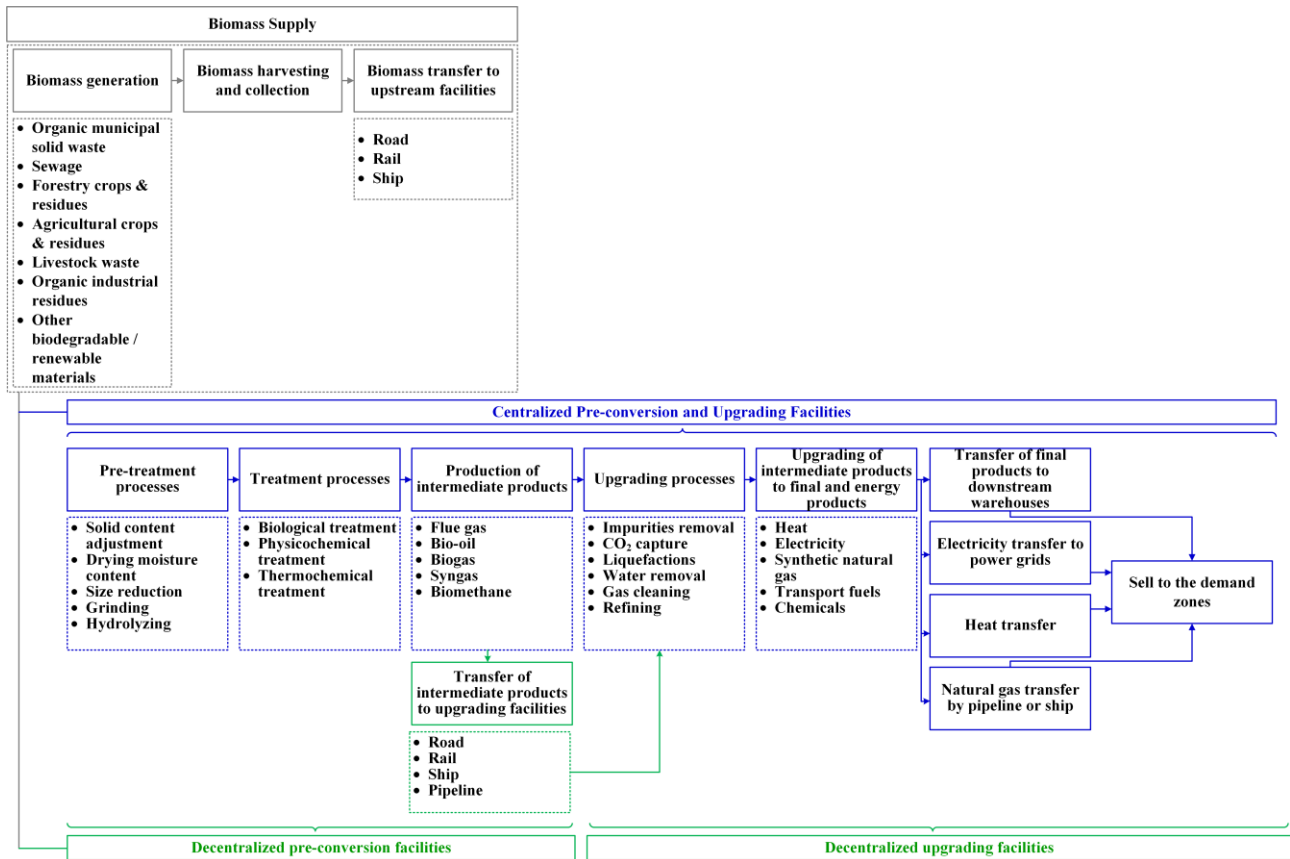 Biomass Supply
Biomass generation
Biomass harvesting
and collection
Biomass transfer to
upstream facilities
• Organic municipal
solid waste
• Sewage
• Forestry crops &
residues
• Agricultural crops
& residues
• Livestock waste
• Organic industrial
residues
• Other
biodegradable /
renewable
materials
• Road
• Rail
• Ship
Centralized Pre-conversion and Upgrading Facilities
Pre-treatment
processes
Treatment processes
Production of
intermediate products
Upgrading processes
Upgrading of
intermediate products
to final and energy
products
Transfer of final
products to
downstream
warehouses
• Solid content
adjustment
• Drying moisture
content
• Size reduction
• Grinding
• Hydrolyzing
• Biological treatment
• Physicochemical
treatment
• Thermochemical
treatment
• Flue gas
• Bio-oil
• Biogas
• Syngas
• Biomethane
• Impurities removal
• CO₂ capture
• Liquefactions
• Water removal
• Gas cleaning
• Refining
• Heat
• Electricity
• Synthetic natural
gas
• Transport fuels
• Chemicals
Electricity transfer to
power grids
Heat transfer
Natural gas transfer
by pipeline or ship
Sell to the demand
zones
Transfer of
intermediate products
to upgrading facilities
• Road
• Rail
• Ship
• Pipeline
Decentralized pre-conversion facilities
Decentralized upgrading facilities